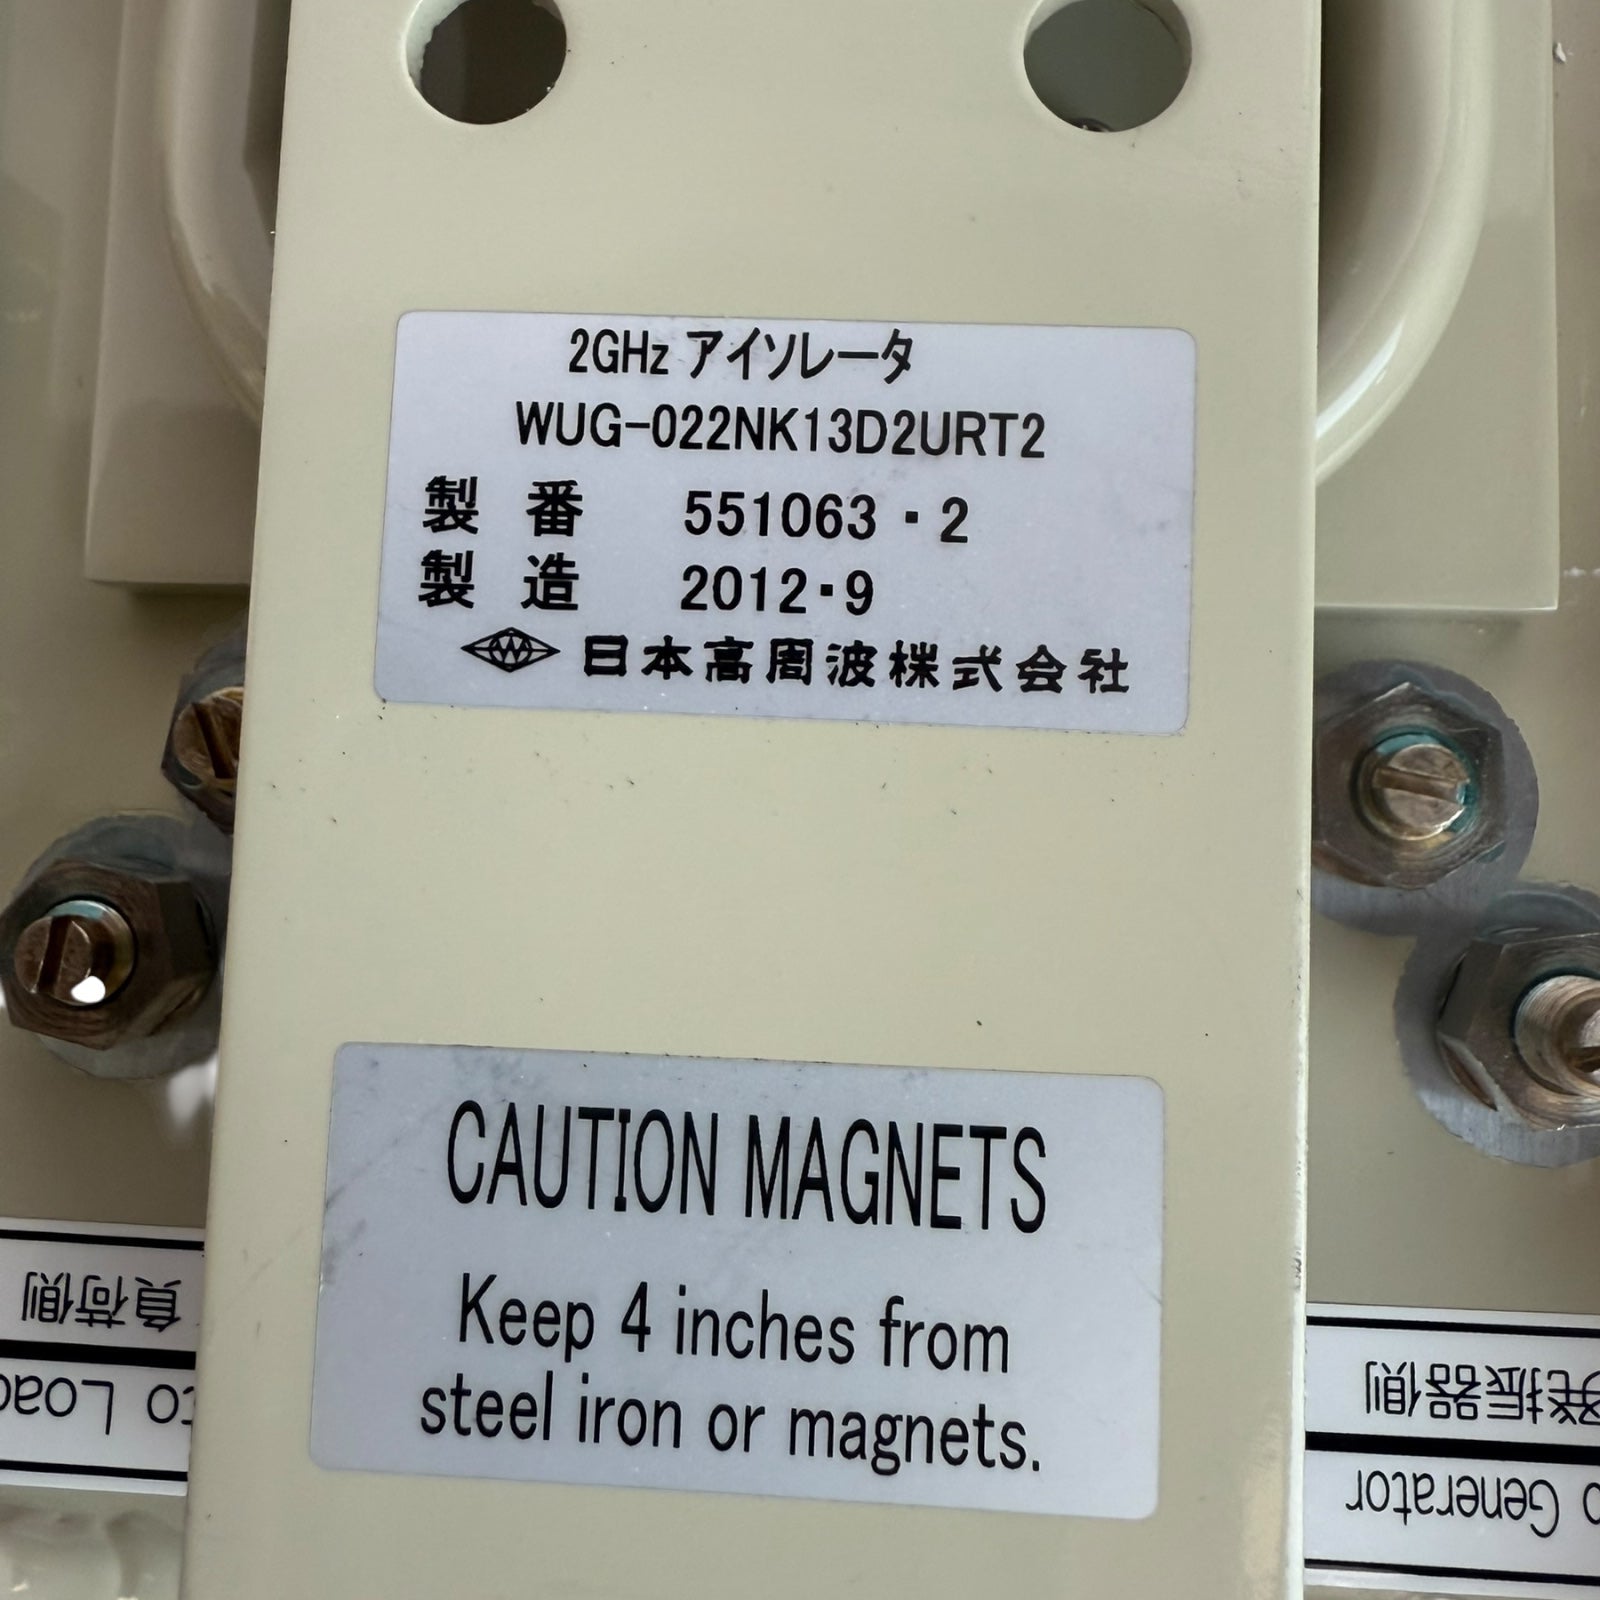 2GHz アイソレータ
WUG-022NK13D2URT2
製 番 551063・2
製 造 2012・9
W 日本高周波株式会社
CAUTION MAGNETS
Keep 4 inches from
steel iron or magnets.
負荷側
to Load
発振器側
Generator